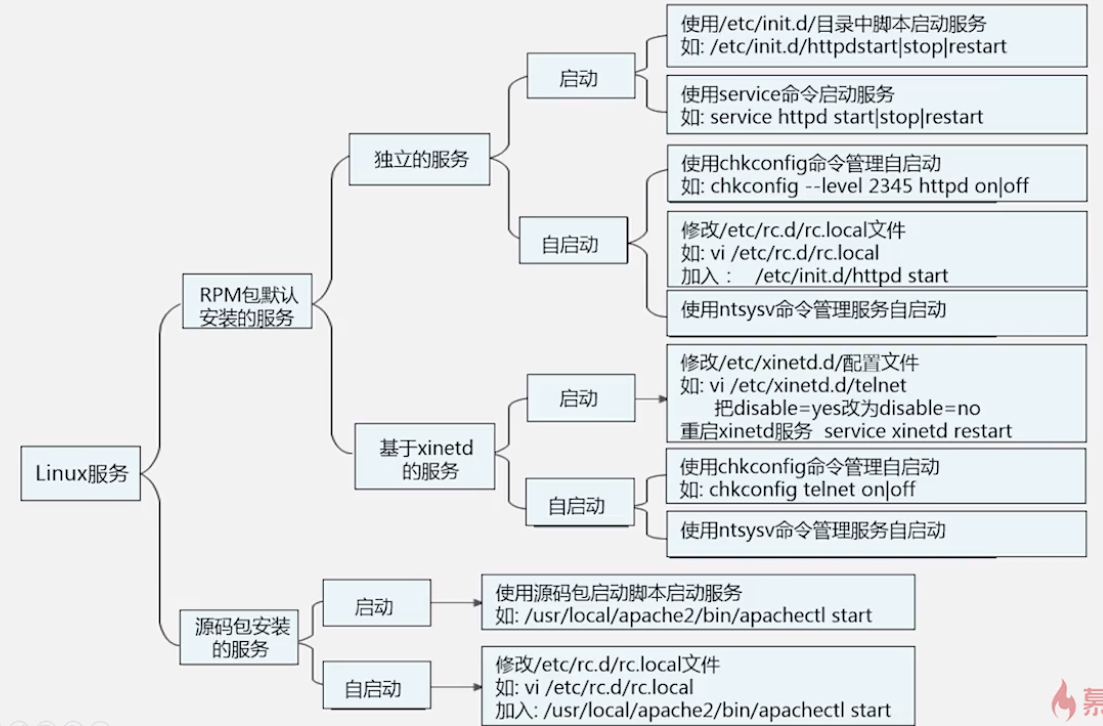 Linux服务
RPM包默认
安装的服务
独立的服务
启动
使用/etc/init.d/目录中脚本启动服务
如: /etc/init.d/httpdstart|stop|restart
使用service命令启动服务
如: service httpd start|stop|restart
自启动
使用chkconfig命令管理自启动
如: chkconfig --level 2345 httpd on|off
修改/etc/rc.d/rc.local文件
如: vi /etc/rc.d/rc.local
加入： /etc/init.d/httpd start
使用ntsysv命令管理服务自启动
基于xinetd
的服务
启动
修改/etc/xinetd.d/配置文件
如: vi /etc/xinetd.d/telnet
把disable=yes改为disable=no
重启xinetd服务 service xinetd restart
自启动
使用chkconfig命令管理自启动
如: chkconfig telnet on|off
使用ntsysv命令管理服务自启动
源码包安装
的服务
启动
使用源码包启动脚本启动服务
如: /usr/local/apache2/bin/apachectl start
自启动
修改/etc/rc.d/rc.local文件
如: vi /etc/rc.d/rc.local
加入: /usr/local/apache2/bin/apachectl start
慕